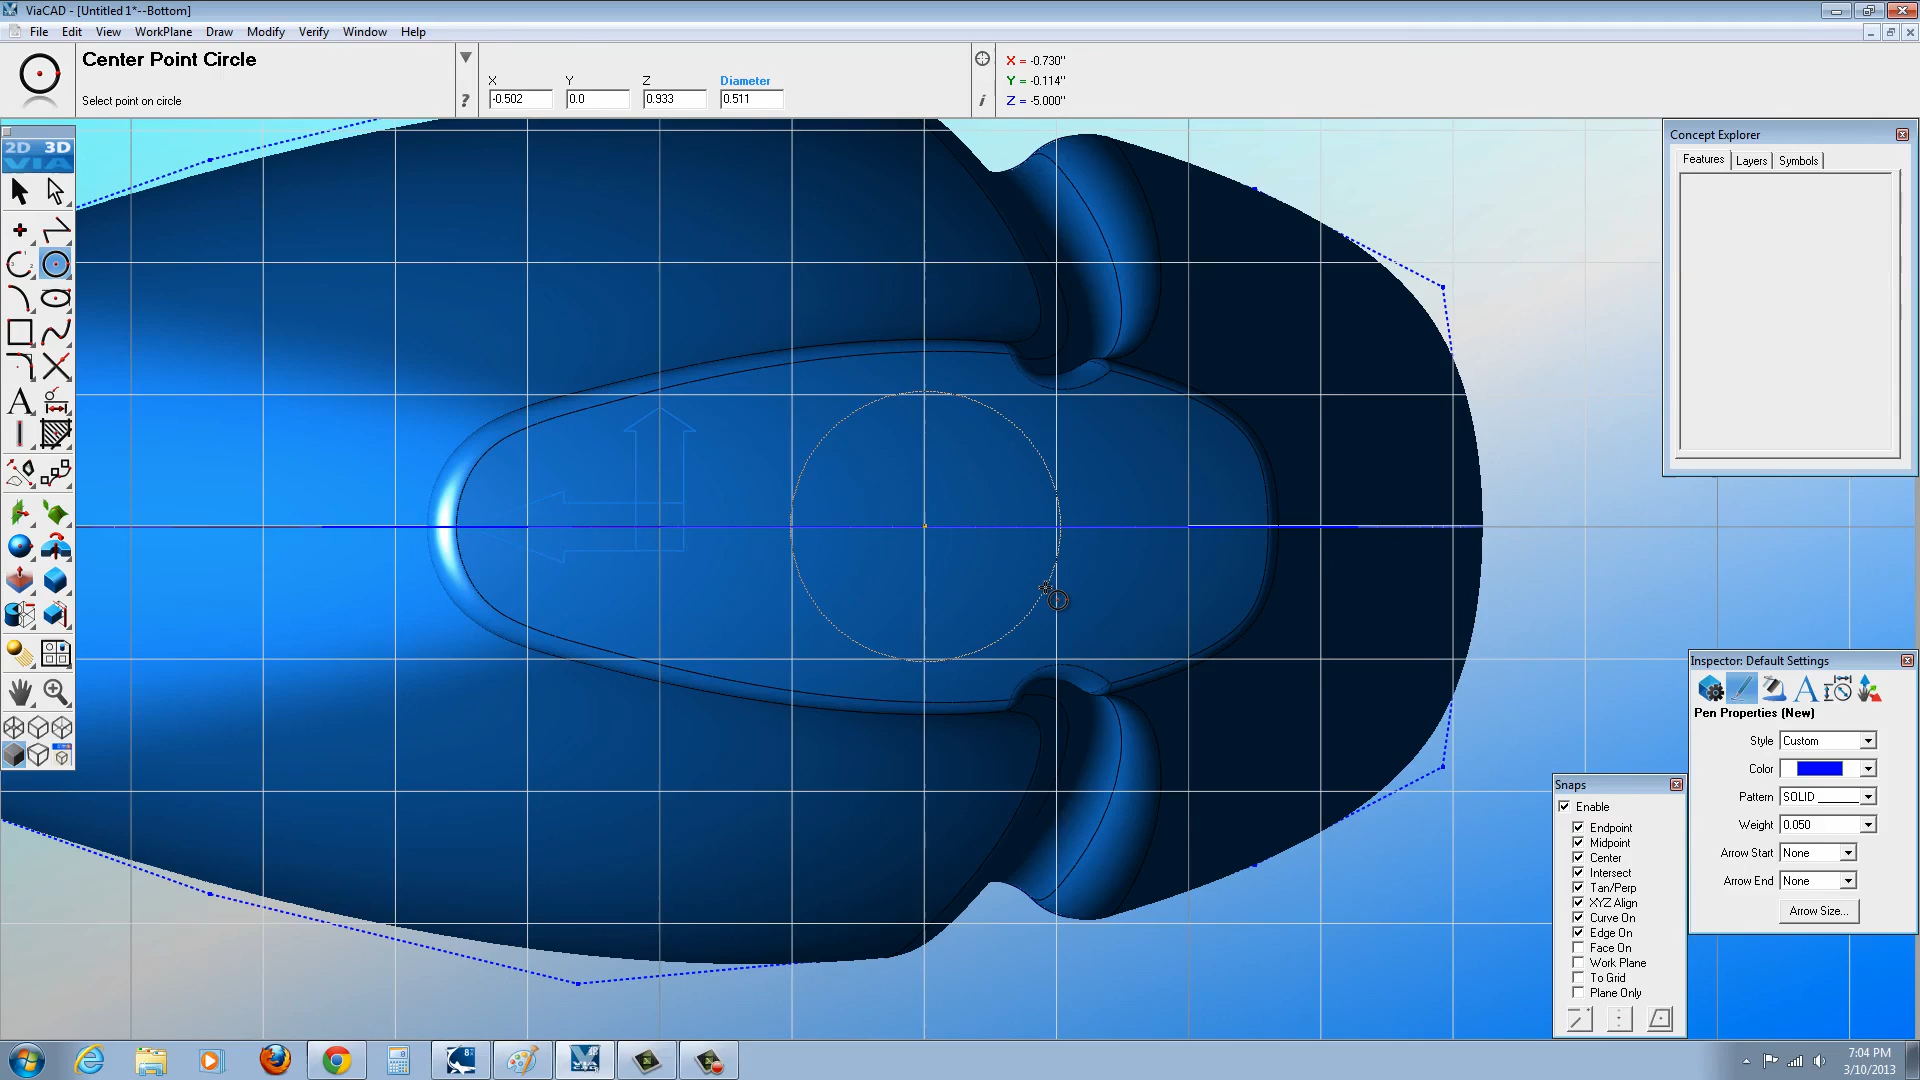 ViaCAD - [Untitled 1*--Bottom]
File Edit View WorkPlane Draw Modify Verify Window Help
Center Point Circle
Select point on circle
X Y Z Diameter
-0.502 0.0 0.933 0.511
X = -0.730"
Y = -0.114"
Z = -5.000"
2D 3D
VIA
Concept Explorer
Features Layers Symbols
Inspector: Default Settings
Pen Properties (New)
Style Custom
Color
Pattern SOLID
Weight 0.050
Arrow Start None
Arrow End None
Arrow Size...
Snaps
Enable
Endpoint
Midpoint
Center
Intersect
Tan/Perp
XYZ Align
Curve On
Edge On
Face On
Work Plane
To Grid
Plane Only
7:04 PM
3/10/2013